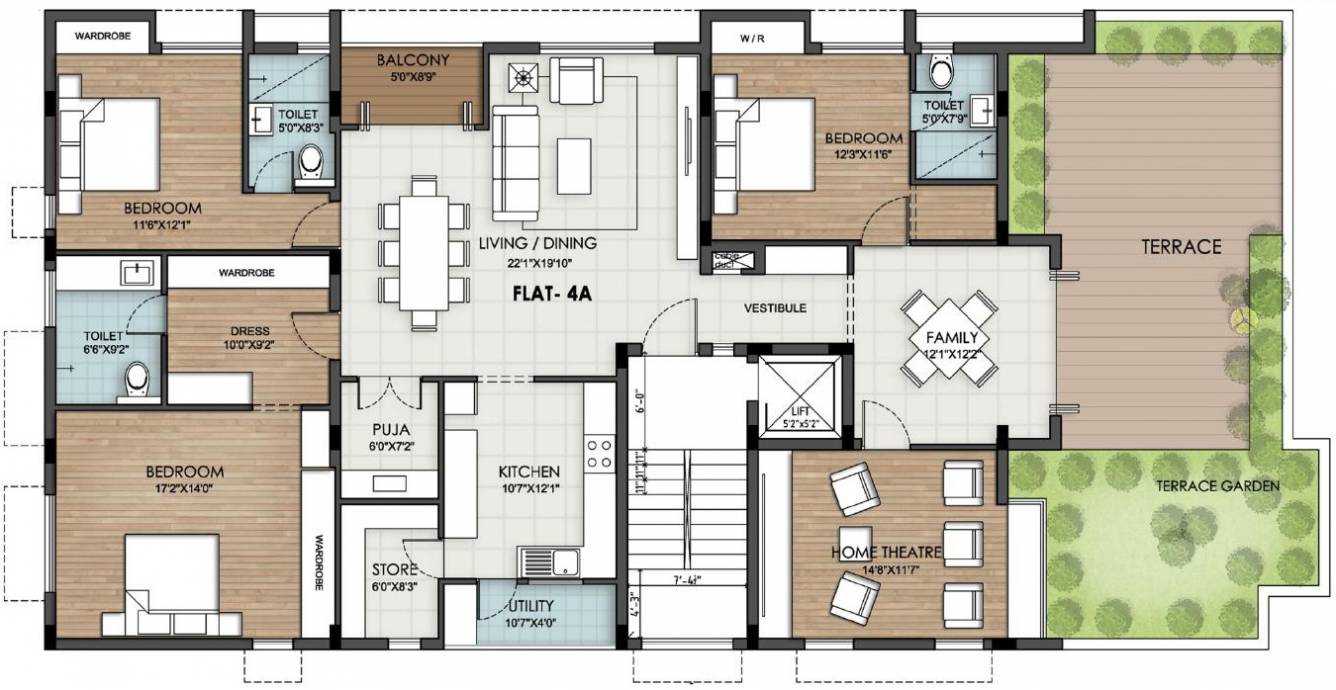 WARDROBE
BALCONY
5'0"X8'9"
W / R
TOILET
5'0"X8'3"
TOILET
5'0"X7'9"
BEDROOM
12'3"X11'6"
BEDROOM
11'6"X12'1"
LIVING / DINING
22'1"X19'10"
FLAT- 4A
TERRACE
cable
duct
WARDROBE
VESTIBULE
TOILET
6'6"X9'2"
DRESS
10'0"X9'2"
FAMILY
12'1"X12'2"
6'-0"
LIFT
5'2"x5'2"
PUJA
6'0"X7'2"
BEDROOM
17'2"X14'0"
KITCHEN
10'7"X12'1"
11"
11"
11"
TERRACE GARDEN
WARDROBE
STORE
6'0"X8'3"
HOME THEATRE
14'8"X11'7"
7'-4½"
UTILITY
10'7"X4'0"
4'-3"